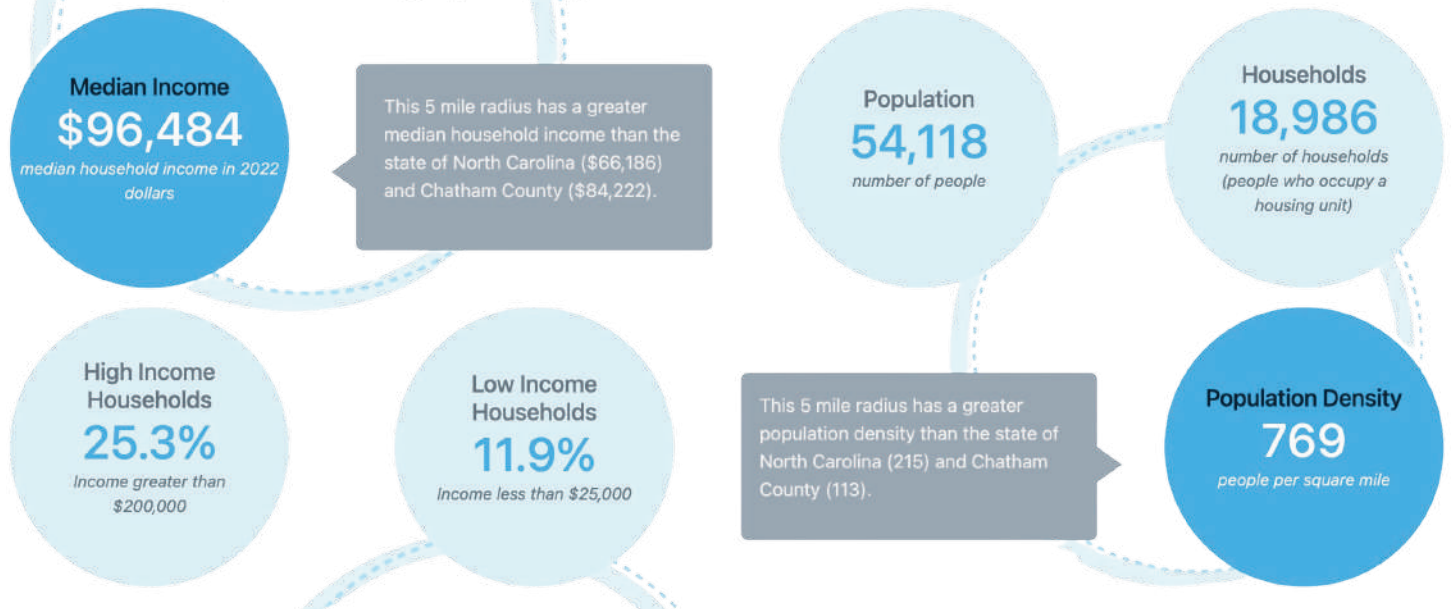 Median Income
$96,484
median household income in 2022
dollars
This 5 mile radius has a greater
median household income than the
state of North Carolina ($66,186)
and Chatham County ($84,222).
Population
54,118
number of people
Households
18,986
number of households
(people who occupy a
housing unit)
High Income
Households
25.3%
Income greater than
$200,000
Low Income
Households
11.9%
Income less than $25,000
This 5 mile radius has a greater
population density than the state of
North Carolina (215) and Chatham
County (113).
Population Density
769
people per square mile